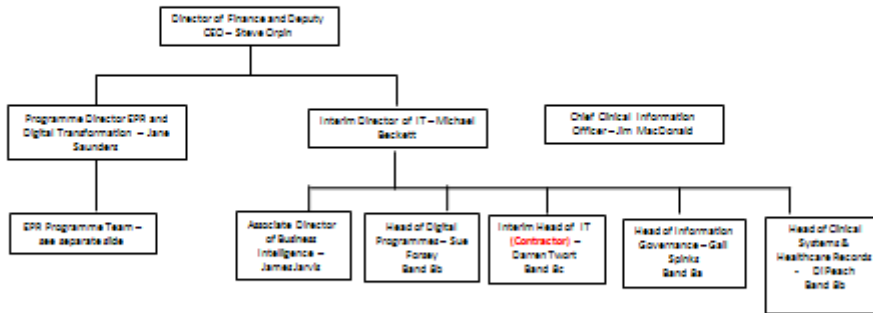 Director of Finance and Deputy
CEO – Steve Orpin
Programme Director EPR and
Digital Transformation – Jane
Saunders
Interim Director of IT – Michael
Beckett
Chief Clinical Information
Officer – Jim MacDonald
EPR Programme Team –
see separate slide
Associate Director
of Business
Intelligence –
James Jarvis
Head of Digital
Programmes – Sue
Forsey
Band 8b
Interim Head of IT
(Contractor) –
Darren Twort
Band 8c
Head of Information
Governance – Gail
Spinks
Band 8a
Head of Clinical
Systems &
Healthcare Records
- Di Peach
Band 8b